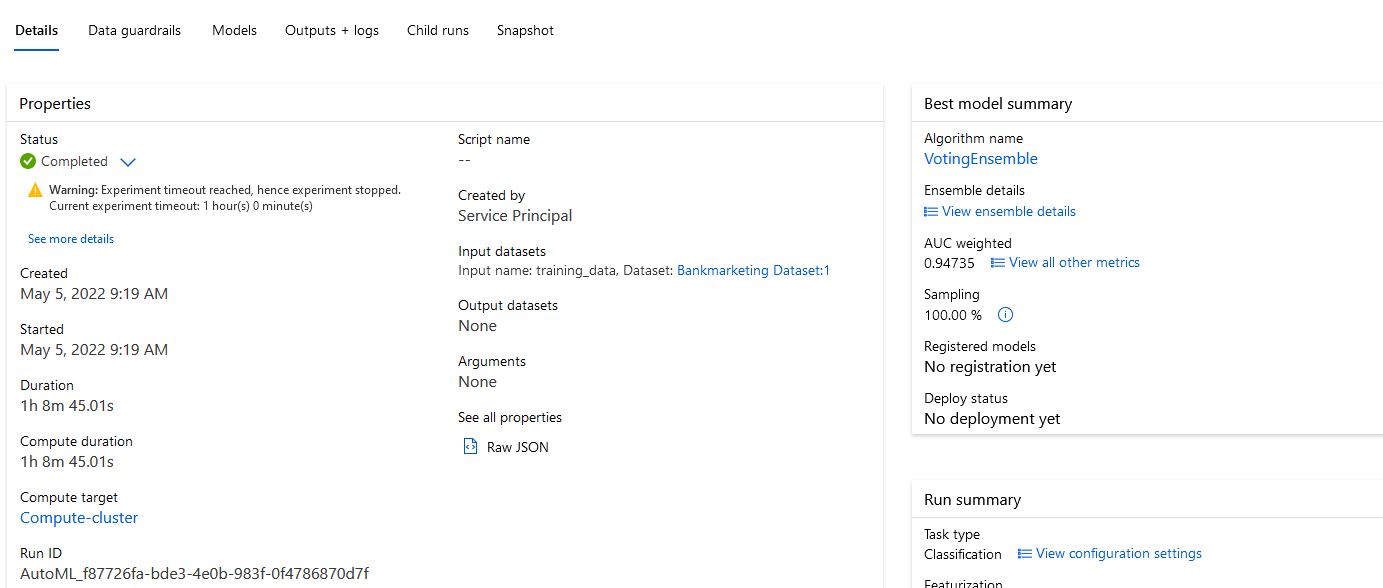 Details Data guardrails Models Outputs + logs Child runs Snapshot
Properties
Status
Completed
Warning: Experiment timeout reached, hence experiment stopped.
Current experiment timeout: 1 hour(s) 0 minute(s)
See more details
Created
May 5, 2022 9:19 AM
Started
May 5, 2022 9:19 AM
Duration
1h 8m 45.01s
Compute duration
1h 8m 45.01s
Compute target
Compute-cluster
Run ID
AutoML_f87726fa-bde3-4e0b-983f-0f4786870d7f
Script name
--
Created by
Service Principal
Input datasets
Input name: training_data, Dataset: Bankmarketing Dataset:1
Output datasets
None
Arguments
None
See all properties
Raw JSON
Best model summary
Algorithm name
VotingEnsemble
Ensemble details
View ensemble details
AUC weighted
0.94735 View all other metrics
Sampling
100.00 %
Registered models
No registration yet
Deploy status
No deployment yet
Run summary
Task type
Classification View configuration settings
Featurization